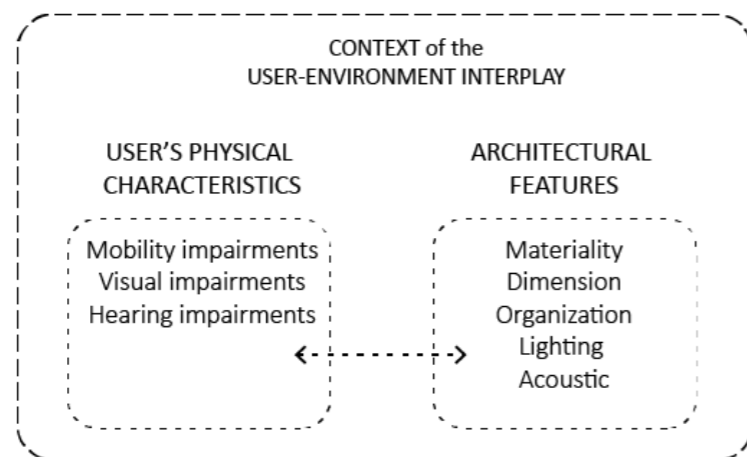 CONTEXT of the
USER-ENVIRONMENT INTERPLAY
USER’S PHYSICAL
CHARACTERISTICS
Mobility impairments
Visual impairments
Hearing impairments
ARCHITECTURAL
FEATURES
Materiality
Dimension
Organization
Lighting
Acoustic